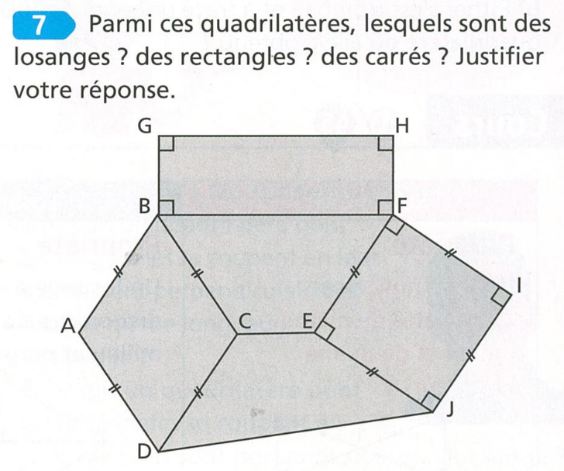 7 Parmi ces quadrilatères, lesquels sont des
losanges ? des rectangles ? des carrés ? Justifier
votre réponse.
G H
B F
I
A C E
J
D